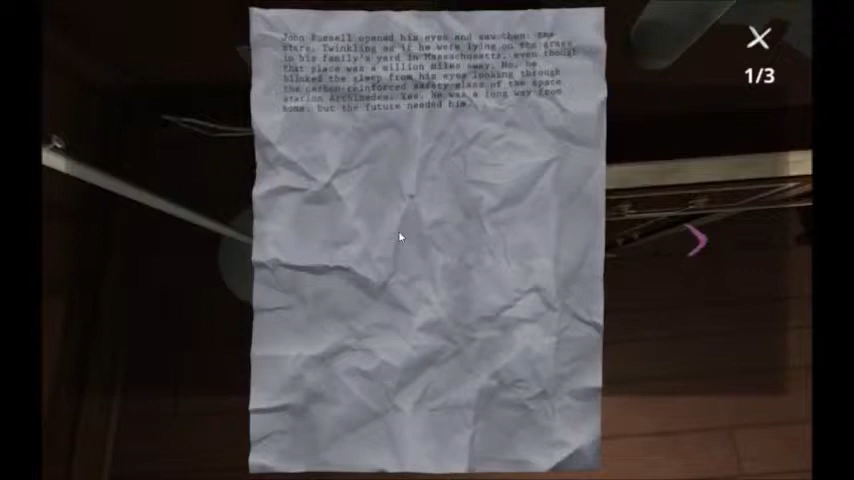 John Russell opened his eyes and saw them: the
stars. Twinkling as if he were lying on the grass
in his family's yard in Massachusetts, even though
that place was a million miles away. No, he
blinked the sleep from his eyes looking through
the carbon-reinforced safety glass of the space
station Archimedes. Yes, he was a long way from
home, but the future needed him.
1/3